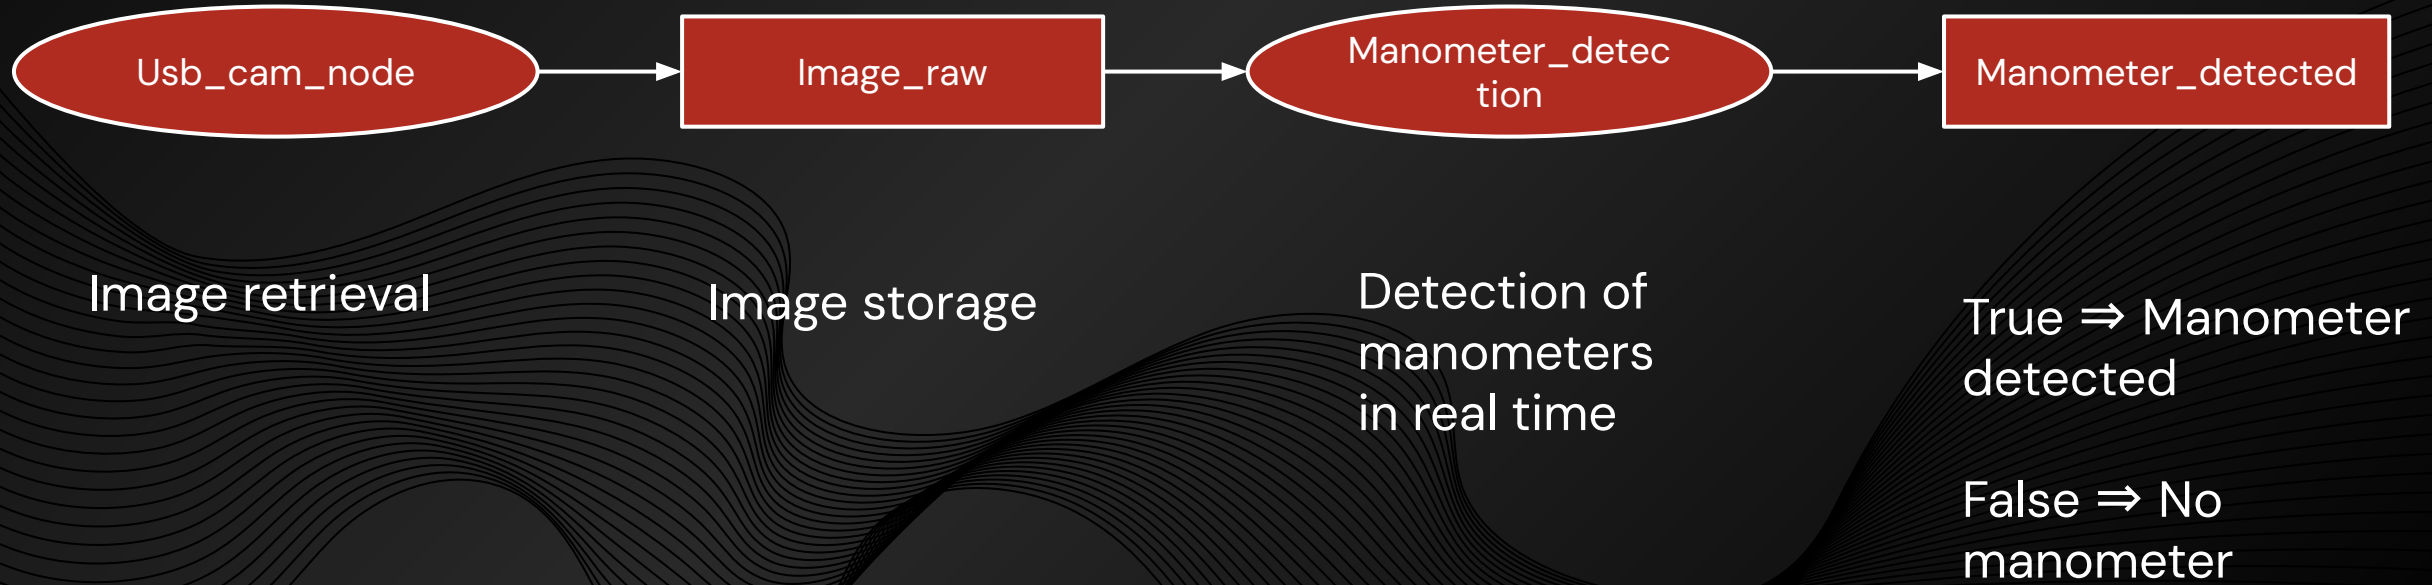 Usb_cam_node
Image_raw
Manometer_detec
tion
Manometer_detected
Image retrieval
Image storage
Detection of
manometers
in real time
True ⇒ Manometer
detected
False ⇒ No
manometer